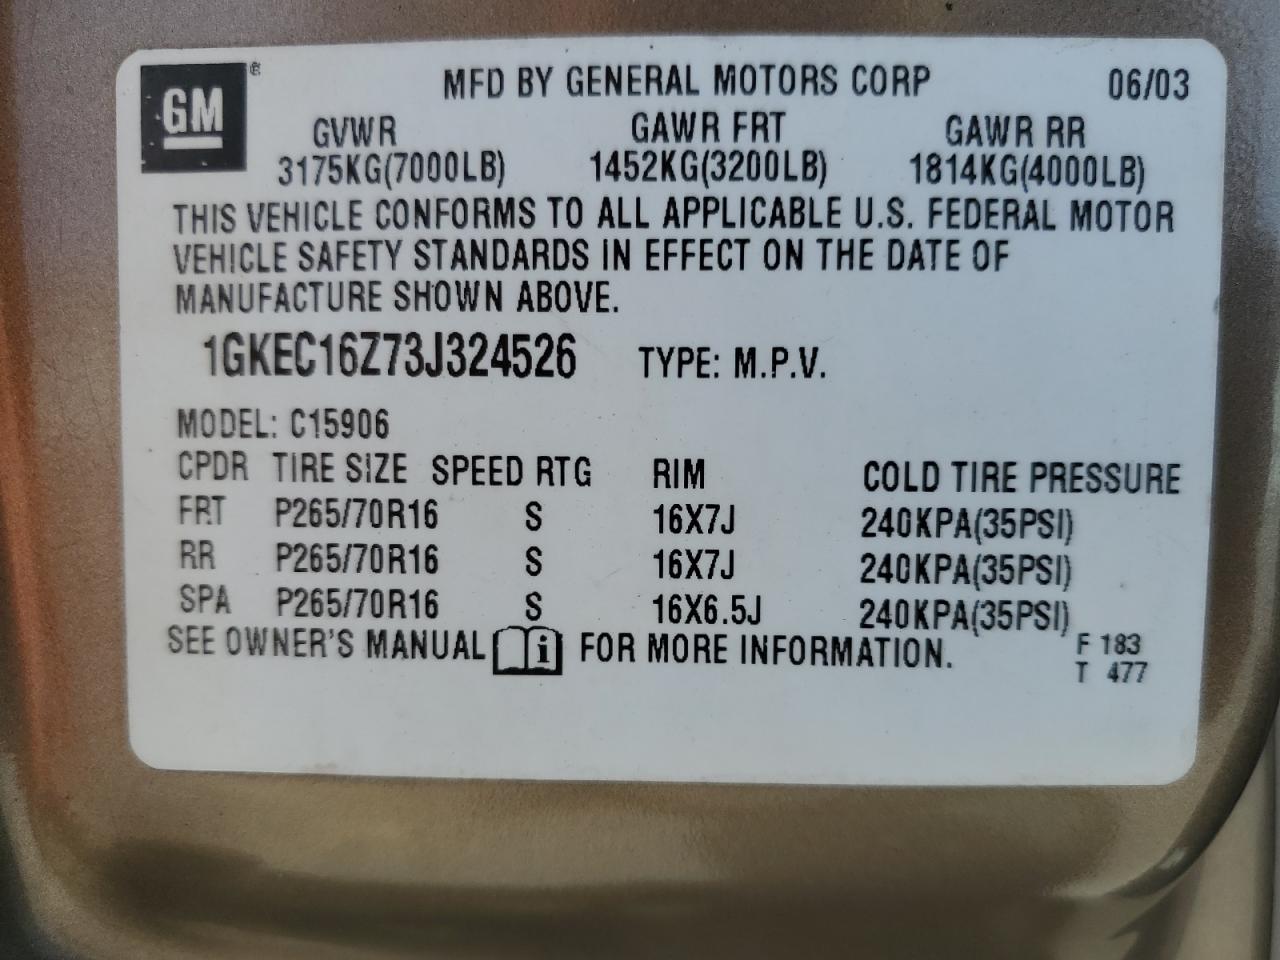 GM ®
MFD BY GENERAL MOTORS CORP 06/03
GVWR GAWR FRT GAWR RR
3175KG(7000LB) 1452KG(3200LB) 1814KG(4000LB)
THIS VEHICLE CONFORMS TO ALL APPLICABLE U.S. FEDERAL MOTOR
VEHICLE SAFETY STANDARDS IN EFFECT ON THE DATE OF
MANUFACTURE SHOWN ABOVE.
1GKEC16Z73J324526 TYPE: M.P.V.
MODEL: C15906
CPDR TIRE SIZE SPEED RTG RIM COLD TIRE PRESSURE
FRT P265/70R16 S 16X7J 240KPA(35PSI)
RR P265/70R16 S 16X7J 240KPA(35PSI)
SPA P265/70R16 S 16X6.5J 240KPA(35PSI)
SEE OWNER'S MANUAL i FOR MORE INFORMATION.
F 183
T 477